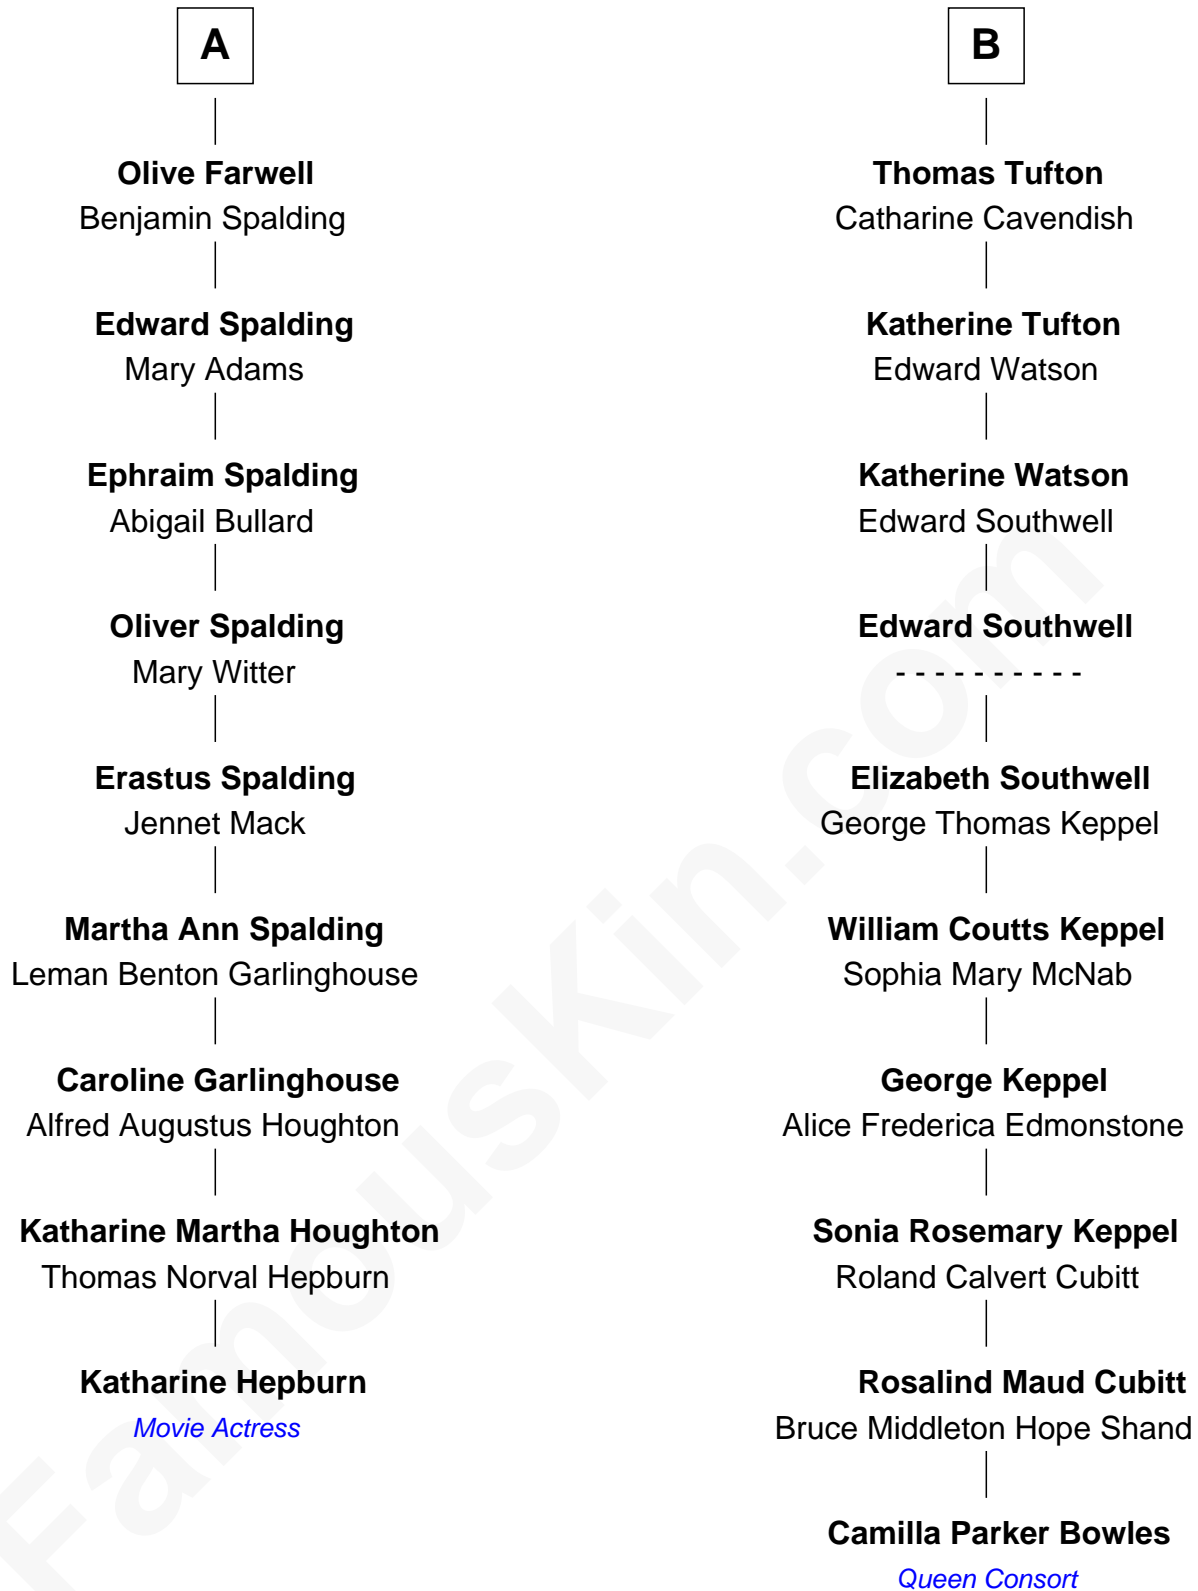 A
Olive Farwell
Benjamin Spalding
Edward Spalding
Mary Adams
Ephraim Spalding
Abigail Bullard
Oliver Spalding
Mary Witter
Erastus Spalding
Jennet Mack
Martha Ann Spalding
Leman Benton Garlinghouse
Caroline Garlinghouse
Alfred Augustus Houghton
Katharine Martha Houghton
Thomas Norval Hepburn
Katharine Hepburn
Movie Actress
B
Thomas Tufton
Catharine Cavendish
Katherine Tufton
Edward Watson
Katherine Watson
Edward Southwell
Edward Southwell
- - - - - - - - - -
Elizabeth Southwell
George Thomas Keppel
William Coutts Keppel
Sophia Mary McNab
George Keppel
Alice Frederica Edmonstone
Sonia Rosemary Keppel
Roland Calvert Cubitt
Rosalind Maud Cubitt
Bruce Middleton Hope Shand
Camilla Parker Bowles
Queen Consort
FamousKin.com